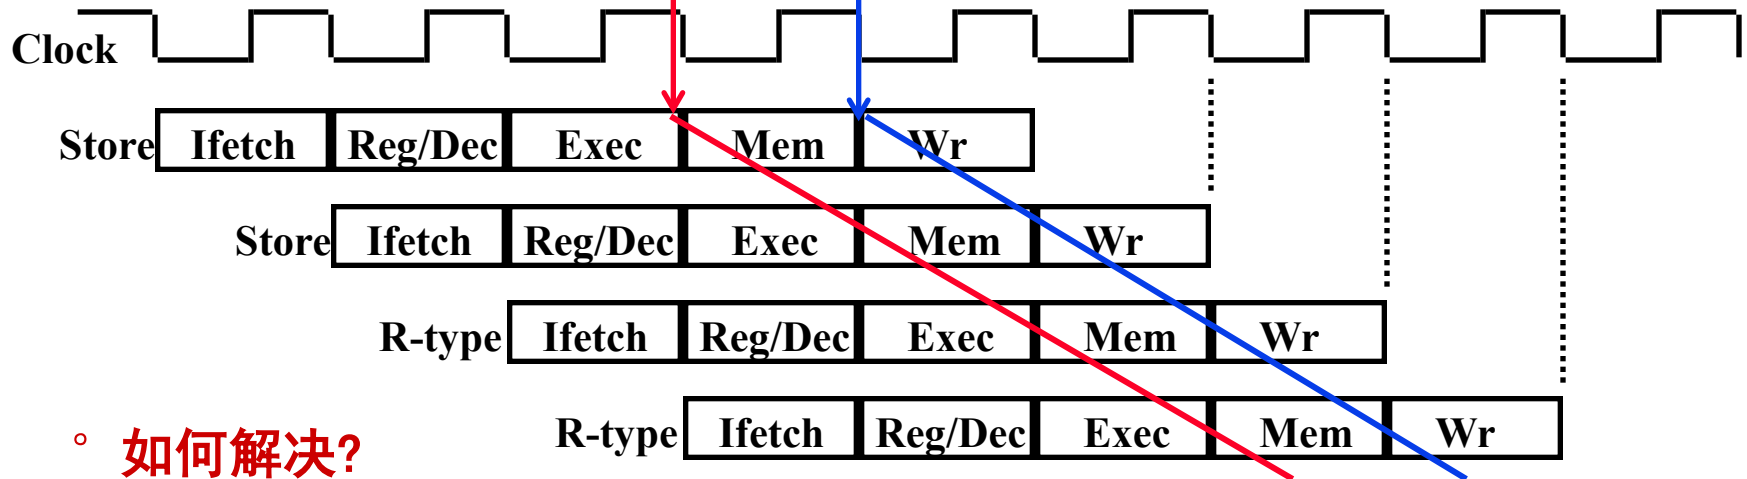 Clock
Store Ifetch Reg/Dec Exec Mem Wr
Store Ifetch Reg/Dec Exec Mem Wr
R-type Ifetch Reg/Dec Exec Mem Wr
R-type Ifetch Reg/Dec Exec Mem Wr
° 如何解决?